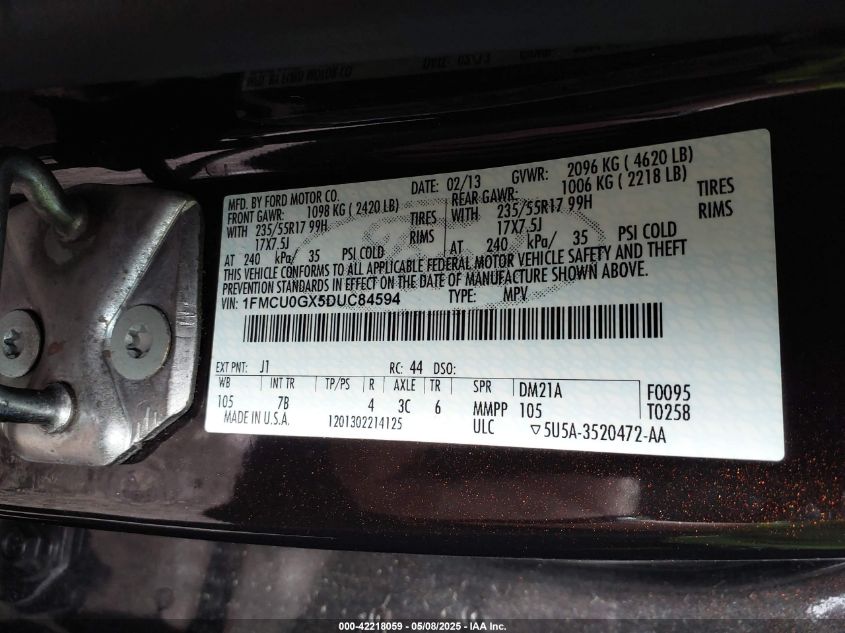 MFD. BY FORD MOTOR CO. DATE: 02/13 GVWR: 2096 KG ( 4620 LB)
FRONT GAWR: 1098 KG ( 2420 LB) REAR GAWR: 1006 KG ( 2218 LB)
WITH 235/55R17 99H TIRES WITH 235/55R17 99H TIRES
17X7.5J RIMS 17X7.5J RIMS
AT 240 kPa/ 35 PSI COLD AT 240 kPa/ 35 PSI COLD
THIS VEHICLE CONFORMS TO ALL APPLICABLE FEDERAL MOTOR VEHICLE SAFETY AND THEFT
PREVENTION STANDARDS IN EFFECT ON THE DATE OF MANUFACTURE SHOWN ABOVE.
VIN: 1FMCU0GX5DUC84594 TYPE: MPV
EXT PNT: J1 RC: 44 DSO:
WB INT TR TP/PS R AXLE TR SPR DM21A F0095
105 7B 4 3C 6 MMPP 105 T0258
MADE IN U.S.A. 1201302214125 ULC ▽5U5A-3520472-AA
000-42218059 - 05/08/2025 - IAA Inc.